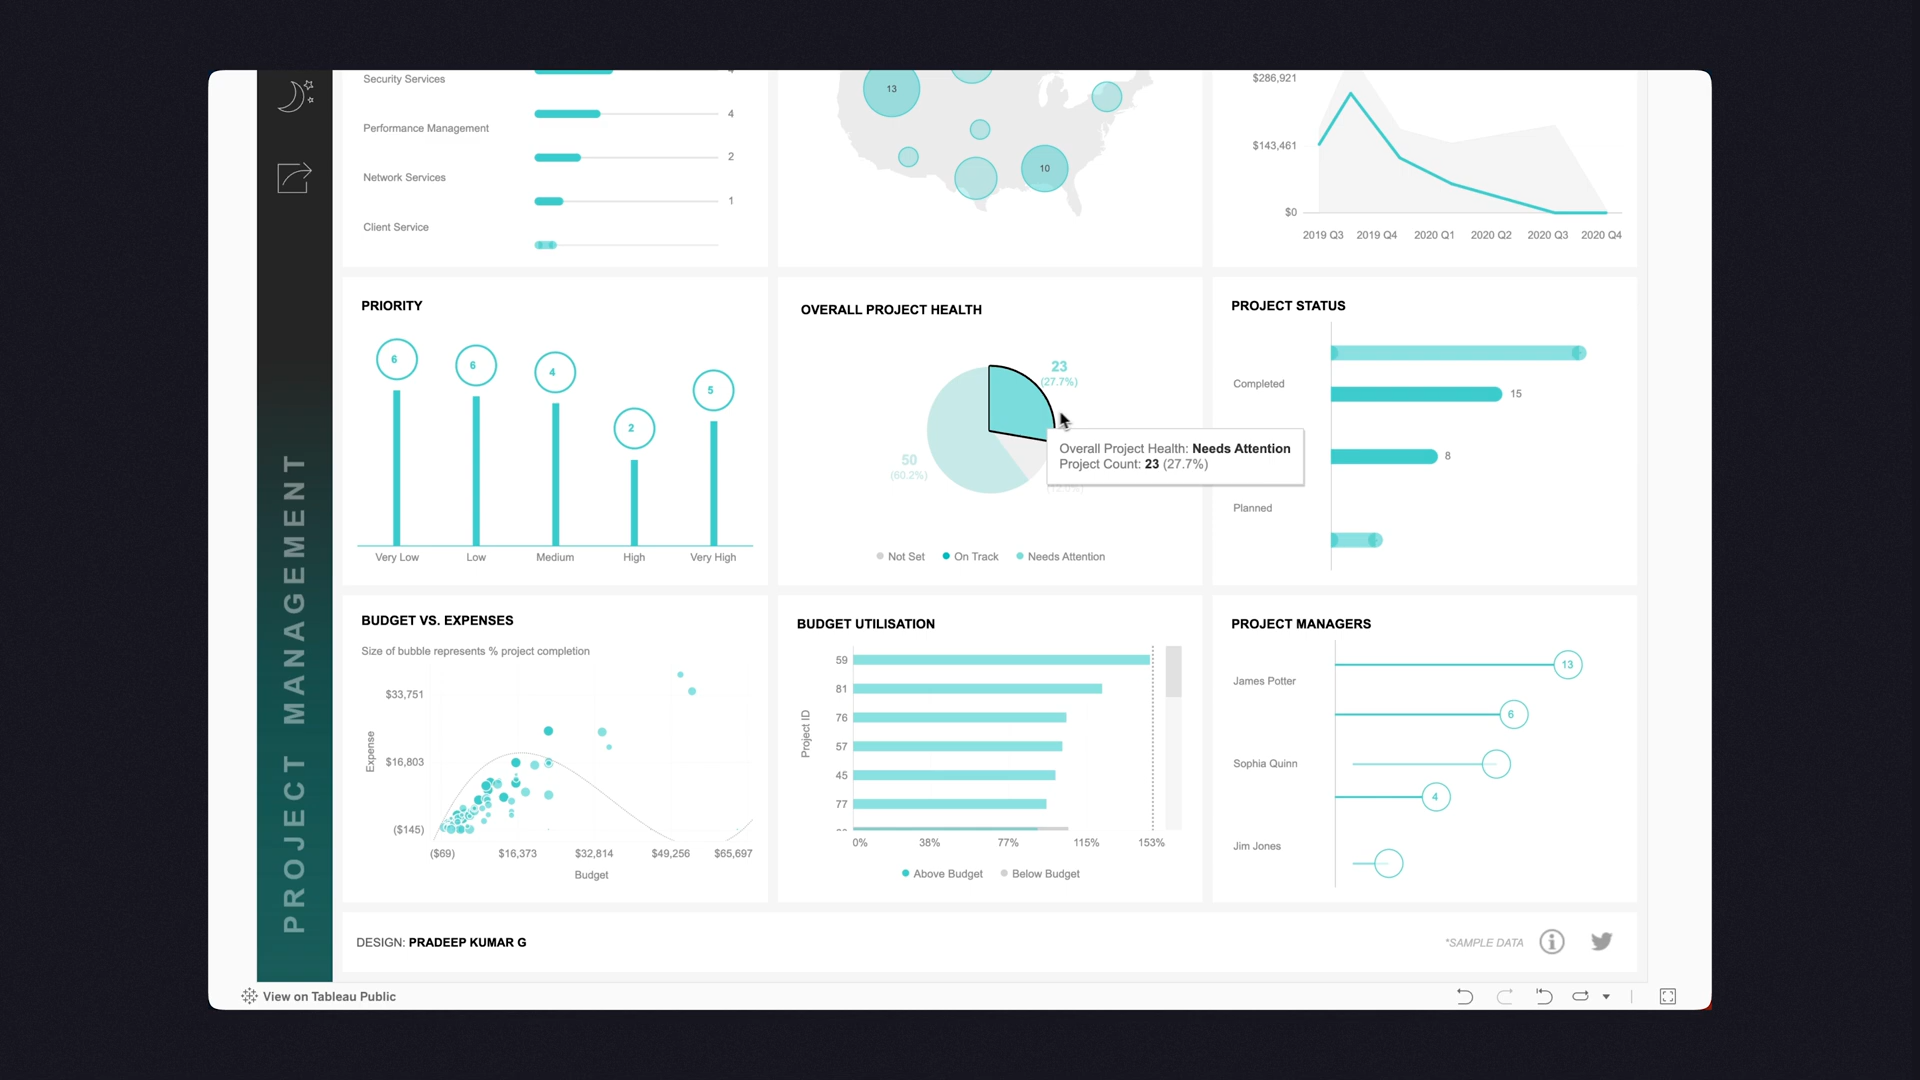 Security Services
4
Performance Management
2
Network Services
1
Client Service
13
10
$286,921
$143,461
$0
2019 Q3
2019 Q4
2020 Q1
2020 Q2
2020 Q3
2020 Q4
PROJECT MANAGEMENT
PRIORITY
6
6
4
2
5
Very Low
Low
Medium
High
Very High
OVERALL PROJECT HEALTH
23
(27.7%)
50
(60.2%)
Overall Project Health: Needs Attention
Project Count: 23 (27.7%)
Not Set
On Track
Needs Attention
PROJECT STATUS
Completed
15
8
Planned
BUDGET VS. EXPENSES
Size of bubble represents % project completion
Expense
$33,751
$16,803
($145)
($69)
$16,373
$32,814
$49,256
$65,697
Budget
BUDGET UTILISATION
Project ID
59
81
76
57
45
77
0%
38%
77%
115%
153%
Above Budget
Below Budget
PROJECT MANAGERS
13
James Potter
6
Sophia Quinn
4
Jim Jones
DESIGN: PRADEEP KUMAR G
*SAMPLE DATA
View on Tableau Public